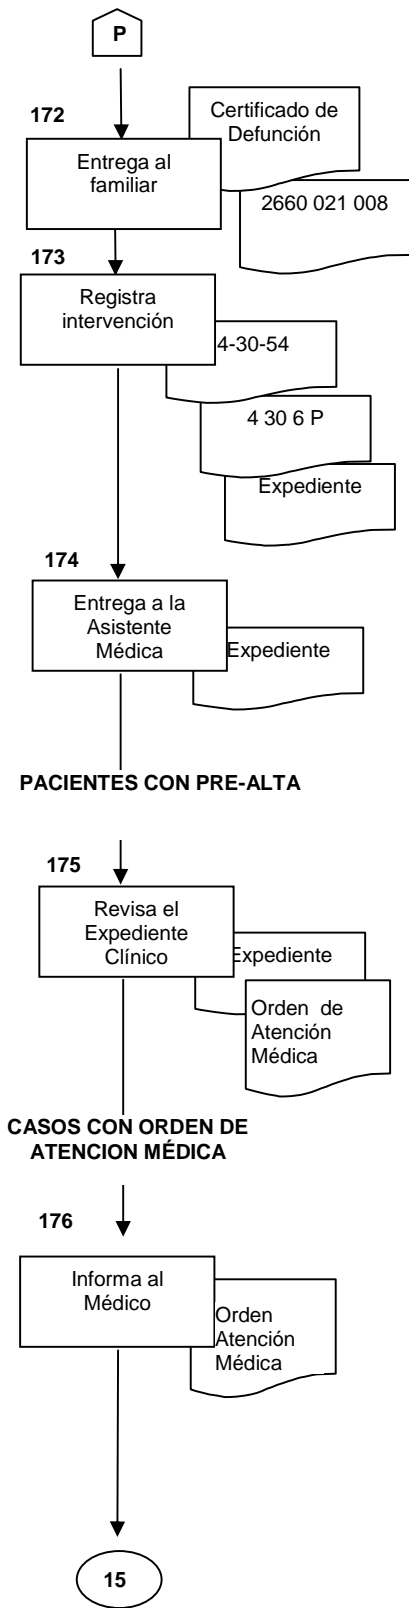 P
172
Certificado de
Defunción
Entrega al
familiar
2660 021 008
173
Registra
intervención
4-30-54
4 30 6 P
Expediente
174
Entrega a la
Asistente
Médica
Expediente
PACIENTES CON PRE-ALTA
175
Revisa el
Expediente
Clínico
Expediente
Orden de
Atención
Médica
CASOS CON ORDEN DE
ATENCION MÉDICA
176
Informa al
Médico
Orden
Atención
Médica
15